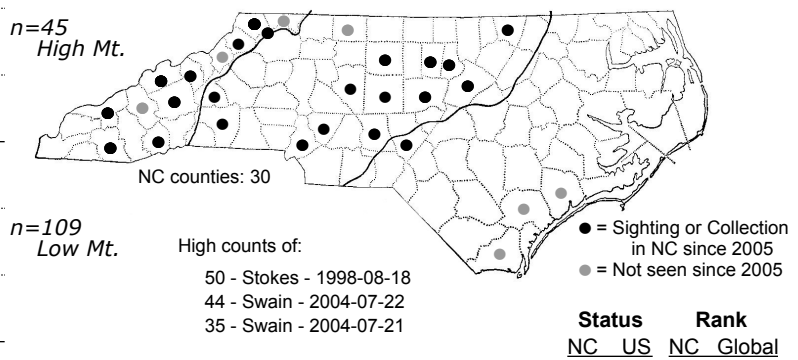 n=45
High Mt.
NC counties: 30
n=109
Low Mt.
High counts of:
50 - Stokes - 1998-08-18
44 - Swain - 2004-07-22
35 - Swain - 2004-07-21
● = Sighting or Collection
in NC since 2005
● = Not seen since 2005
Status Rank
NC US NC Global